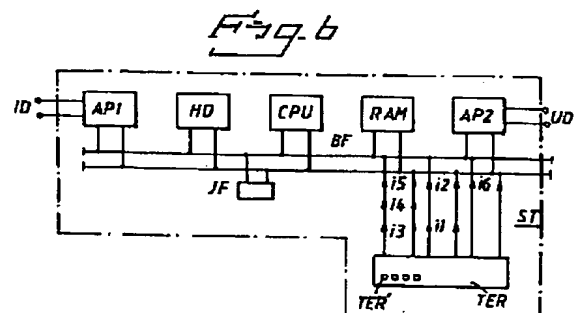 Fig. 6
ID
AP1
HD
CPU
RAM
AP2
UD
BF
JF
i5
i2
i6
i4
i3
i1
ST
TER'
TER